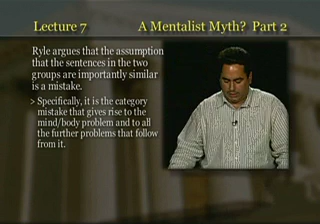 Lecture 7 A Mentalist Myth? Part 2
Ryle argues that the assumption
that the sentences in the two
groups are importantly similar
is a mistake.
> Specifically, it is the category
mistake that gives rise to the
mind/body problem and to all
the further problems that follow
from it.